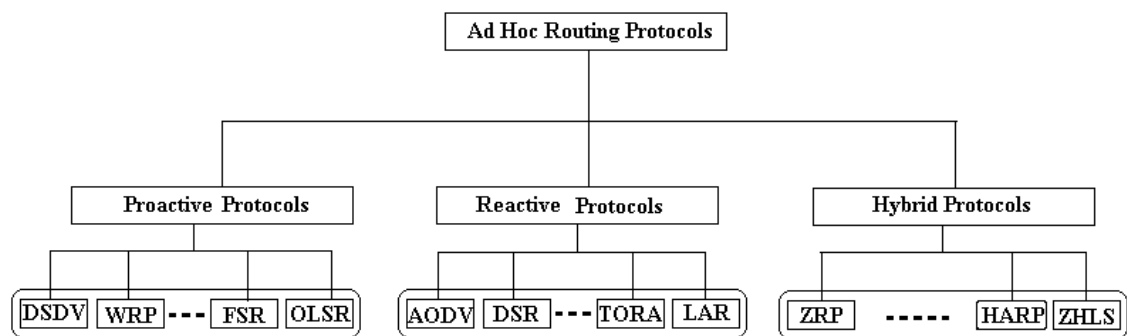 Ad Hoc Routing Protocols
Proactive Protocols
Reactive Protocols
Hybrid Protocols
DSDV WRP ---- FSR OLSR
AODV DSR ---- TORA LAR
ZRP ----- HARP ZHLS